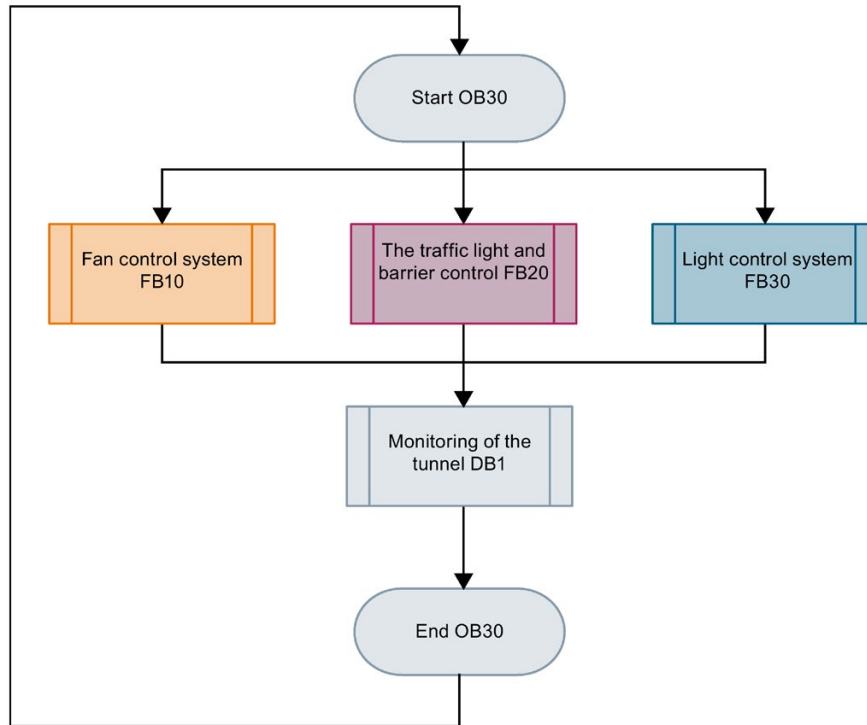 Start OB30
Fan control system
FB10
The traffic light and
barrier control FB20
Light control system
FB30
Monitoring of the
tunnel DB1
End OB30